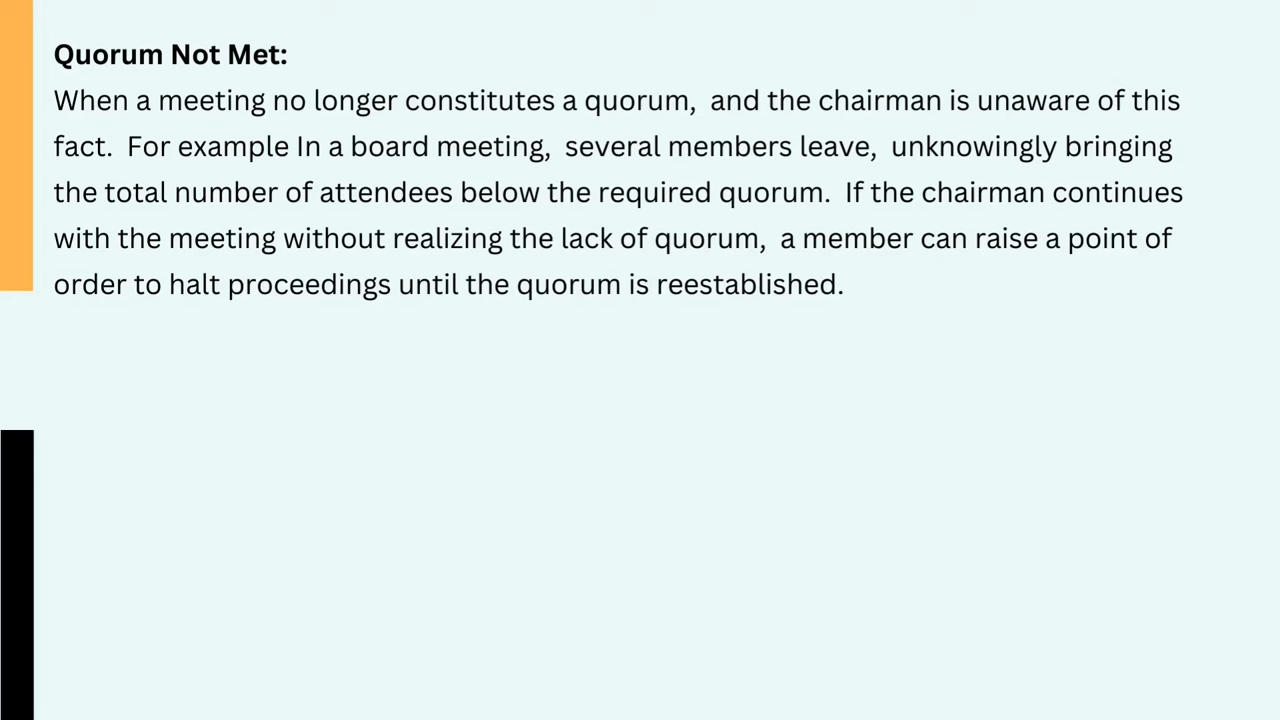 Quorum Not Met:
When a meeting no longer constitutes a quorum,  and the chairman is unaware of this
fact.  For example In a board meeting,  several members leave,  unknowingly bringing
the total number of attendees below the required quorum.  If the chairman continues
with the meeting without realizing the lack of quorum,  a member can raise a point of
order to halt proceedings until the quorum is reestablished.